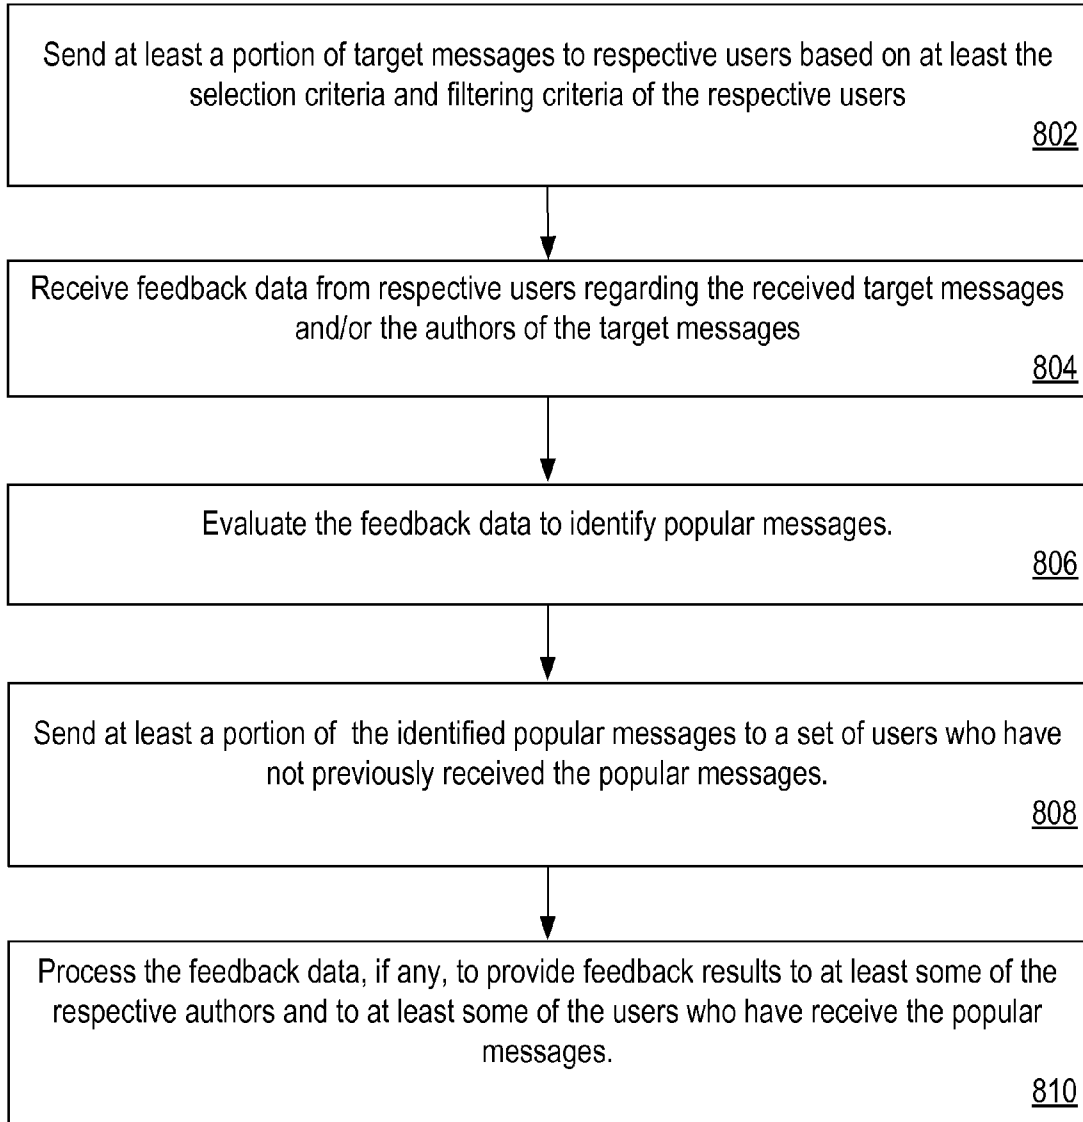 Send at least a portion of target messages to respective users based on at least the
selection criteria and filtering criteria of the respective users
802
Receive feedback data from respective users regarding the received target messages
and/or the authors of the target messages
804
Evaluate the feedback data to identify popular messages.
806
Send at least a portion of  the identified popular messages to a set of users who have
not previously received the popular messages.
808
Process the feedback data, if any, to provide feedback results to at least some of the
respective authors and to at least some of the users who have receive the popular
messages.
810